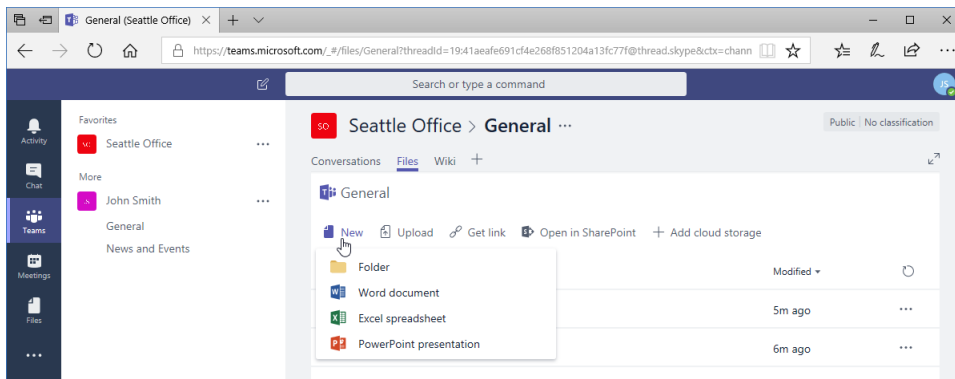 General (Seattle Office)
https://teams.microsoft.com/_#/files/General?threadId=19:41aeafe691cf4e268f851204a13fc77f@thread.skype&ctx=chann
Search or type a command
JS
Activity
Chat
Teams
Meetings
Files
Favorites
Seattle Office
More
John Smith
General
News and Events
SO Seattle Office > General
Public No classification
Conversations Files Wiki
General
New Upload Get link Open in SharePoint Add cloud storage
Folder
Word document
Excel spreadsheet
PowerPoint presentation
Modified
5m ago
6m ago